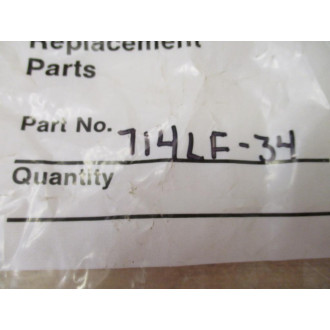 Replacement
Parts
Part No. 714LF-34
Quantity